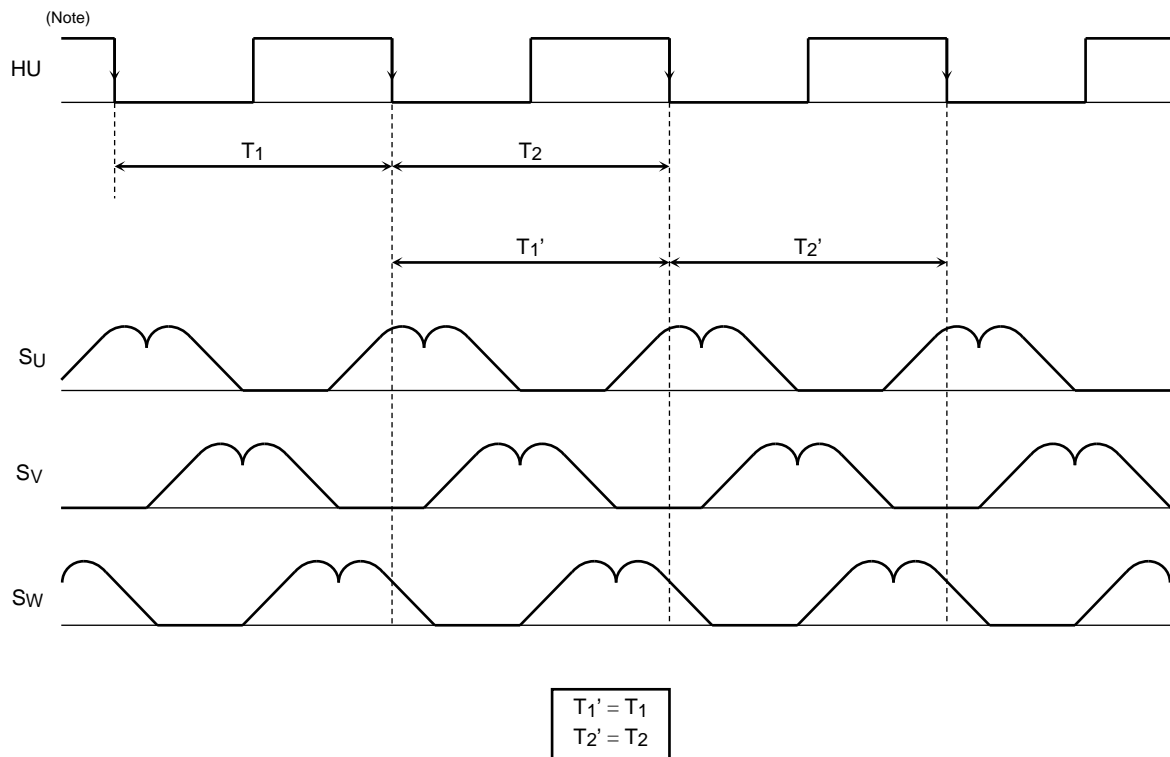 (Note)
HU
T1
T2
T1’
T2’
SU
SV
SW
T1’ = T1
T2’ = T2